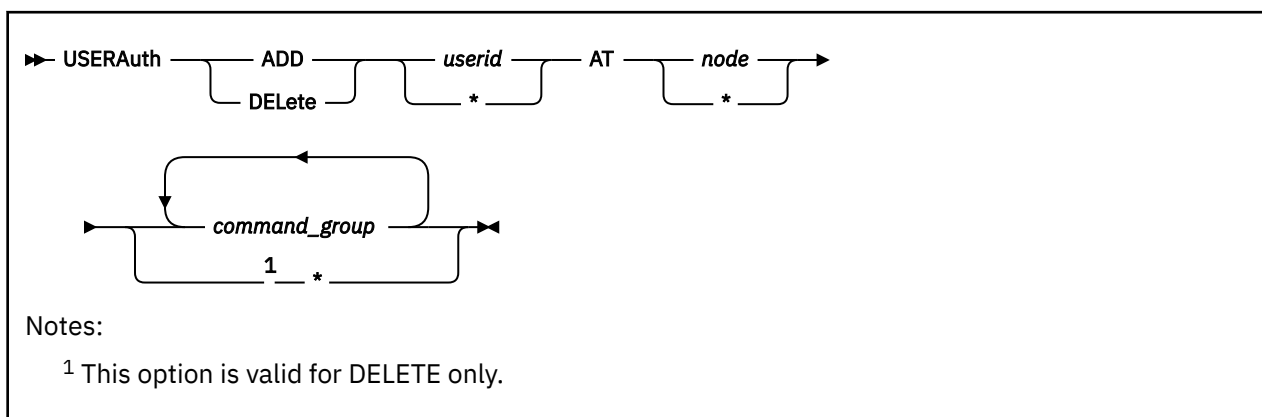 USERAuth ADD userid AT node
DELete * *
command_group
1 *
Notes:
1 This option is valid for DELETE only.